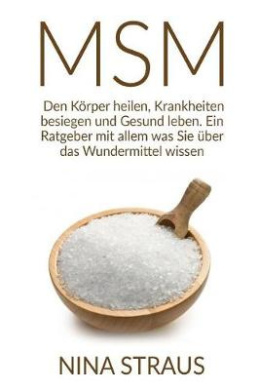 MSM
Den Körper heilen, Krankheiten
besiegen und Gesund leben. Ein
Ratgeber mit allem was Sie über
das Wundermittel wissen
NINA STRAUS